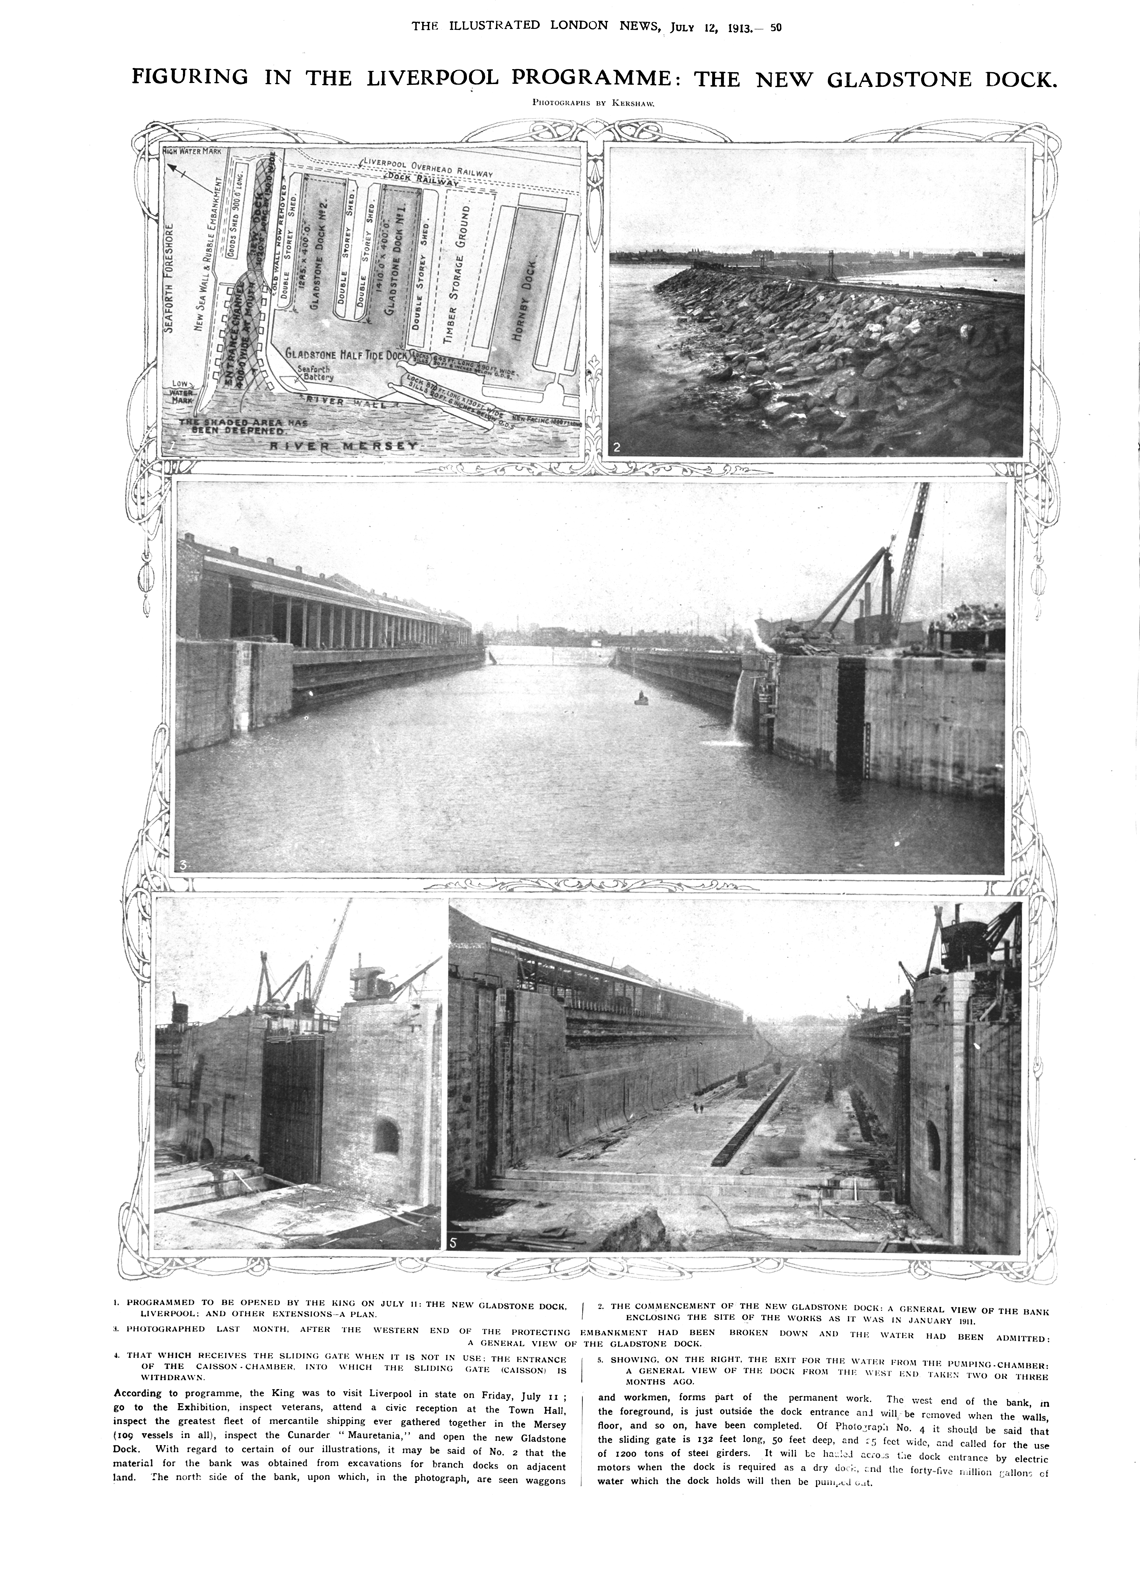 THE ILLUSTRATED LONDON NEWS, JULY 12, 1913.— 50
FIGURING IN THE LIVERPOOL PROGRAMME: THE NEW GLADSTONE DOCK.
PHOTOGRAPHS BY KERSHAW.
HIGH WATER MARK
LIVERPOOL OVERHEAD RAILWAY
DOCK RAILWAY
SEAFORTH FORESHORE
NEW SEA WALL & RUBBLE EMBANKMENT
GOODS SHED 900'0 LONG.
NEW DOCK
OLD WALL NOW REMOVED
DOUBLE STOREY SHED.
GLADSTONE DOCK Nº2.
DOUBLE STOREY SHED.
DOUBLE STOREY SHED.
GLADSTONE DOCK Nº1.
DOUBLE STOREY SHED.
TIMBER STORAGE GROUND.
HORNBY DOCK
ENTRANCE CHANNEL
400'0 WIDE AT MOUTH
GLADSTONE HALF TIDE DOCK
SEAFORTH
BATTERY
RIVER WALL
LOW
WATER
MARK
THE SHADED AREA HAS
BEEN DEEPENED.
RIVER MERSEY
1
2
3
5
1. PROGRAMMED TO BE OPENED BY THE KING ON JULY 11: THE NEW GLADSTONE DOCK,
LIVERPOOL; AND OTHER EXTENSIONS—A PLAN.
2. THE COMMENCEMENT OF THE NEW GLADSTONE DOCK: A GENERAL VIEW OF THE BANK
ENCLOSING THE SITE OF THE WORKS AS IT WAS IN JANUARY 1911.
3. PHOTOGRAPHED LAST MONTH, AFTER THE WESTERN END OF THE PROTECTING EMBANKMENT HAD BEEN BROKEN DOWN AND THE WATER HAD BEEN ADMITTED:
A GENERAL VIEW OF THE GLADSTONE DOCK.
4. THAT WHICH RECEIVES THE SLIDING GATE WHEN IT IS NOT IN USE: THE ENTRANCE
OF THE CAISSON-CHAMBER, INTO WHICH THE SLIDING GATE (CAISSON) IS
WITHDRAWN.
5. SHOWING, ON THE RIGHT, THE EXIT FOR THE WATER FROM THE PUMPING-CHAMBER:
A GENERAL VIEW OF THE DOCK FROM THE WEST END TAKEN TWO OR THREE
MONTHS AGO.
According to programme, the King was to visit Liverpool in state on Friday, July 11;
go to the Exhibition, inspect veterans, attend a civic reception at the Town Hall,
inspect the greatest fleet of mercantile shipping ever gathered together in the Mersey
(109 vessels in all), inspect the Cunarder "Mauretania," and open the new Gladstone
Dock. With regard to certain of our illustrations, it may be said of No. 2 that the
material for the bank was obtained from excavations for branch docks on adjacent
land. The north side of the bank, upon which, in the photograph, are seen waggons
and workmen, forms part of the permanent work. The west end of the bank, in
the foreground, is just outside the dock entrance and will be removed when the walls,
floor, and so on, have been completed. Of Photograph No. 4 it should be said that
the sliding gate is 132 feet long, 50 feet deep, and feet wide, and called for the use
of 1200 tons of steel girders. It will be hauled across the dock entrance by electric
motors when the dock is required as a dry dock, and the forty-five million gallons of
water which the dock holds will then be pumped out.